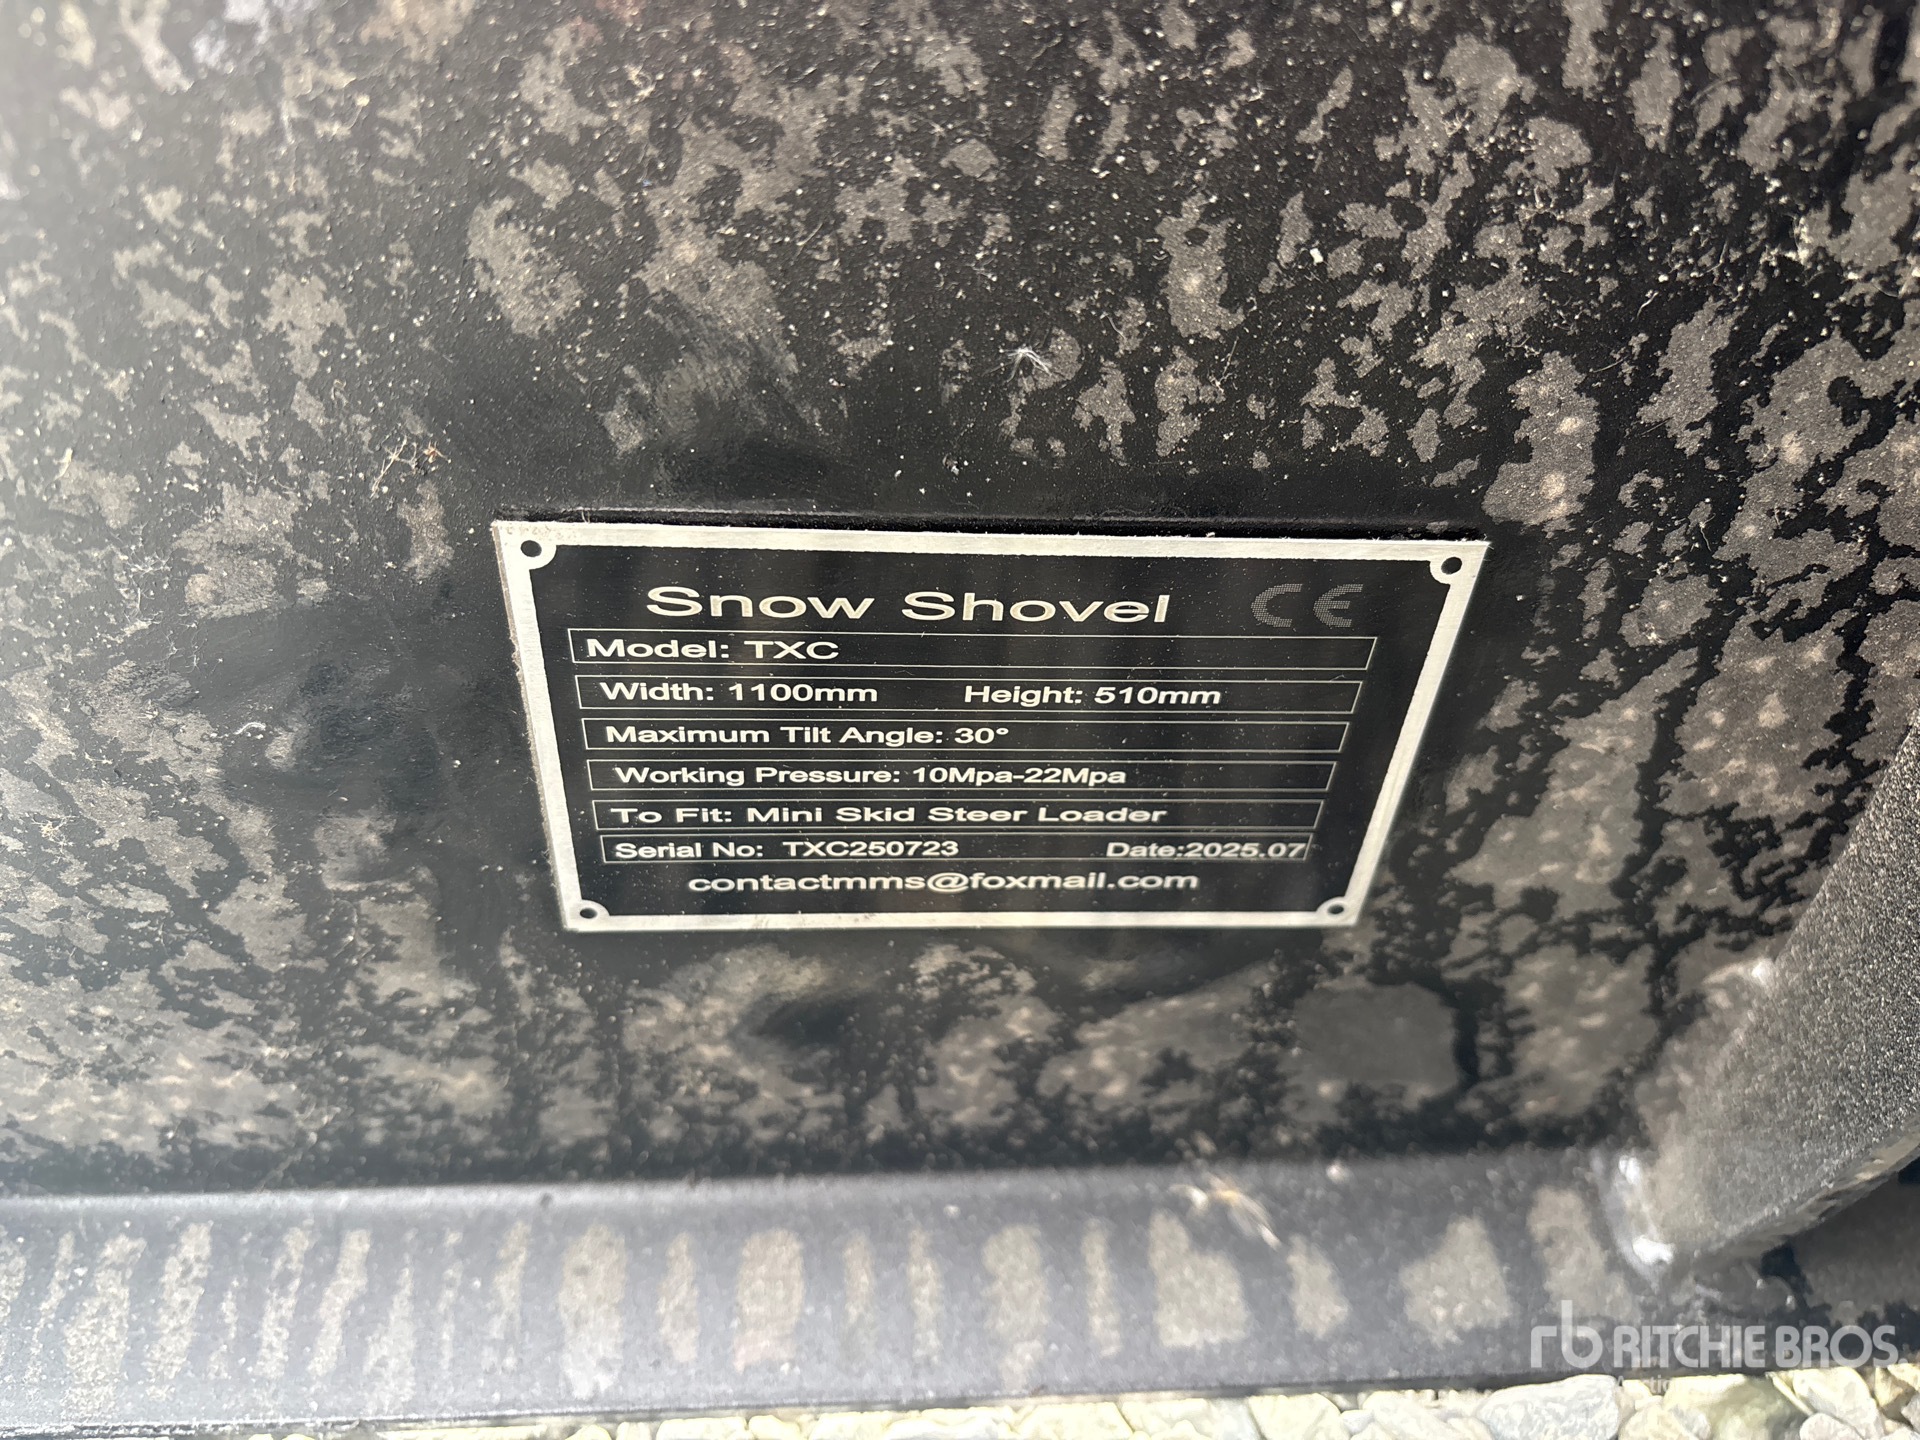 Snow Shovel CE
Model: TXC
Width: 1100mm Height: 510mm
Maximum Tilt Angle: 30°
Working Pressure: 10Mpa-22Mpa
To Fit: Mini Skid Steer Loader
Serial No: TXC250723 Date:2025.07
contactmms@foxmail.com
rb RITCHIE BROS